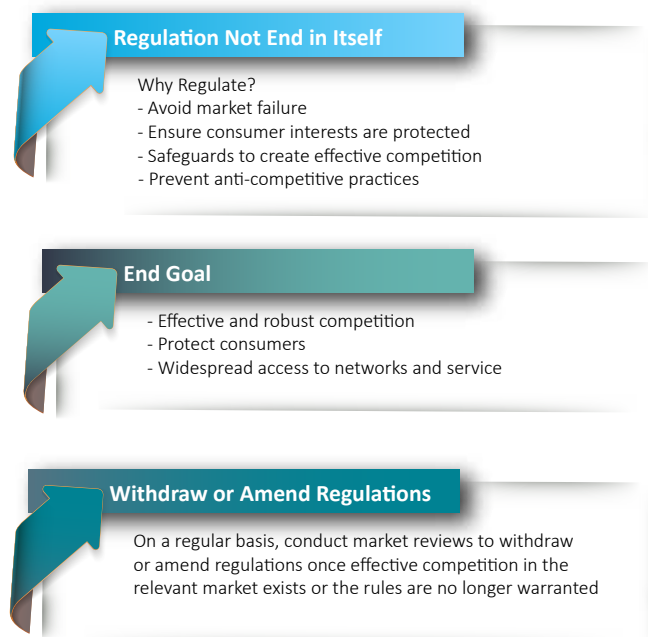 Regulation Not End in Itself
Why Regulate?
- Avoid market failure
- Ensure consumer interests are protected
- Safeguards to create effective competition
- Prevent anti-competitive practices
End Goal
- Effective and robust competition
- Protect consumers
- Widespread access to networks and service
Withdraw or Amend Regulations
On a regular basis, conduct market reviews to withdraw
or amend regulations once effective competition in the
relevant market exists or the rules are no longer warranted